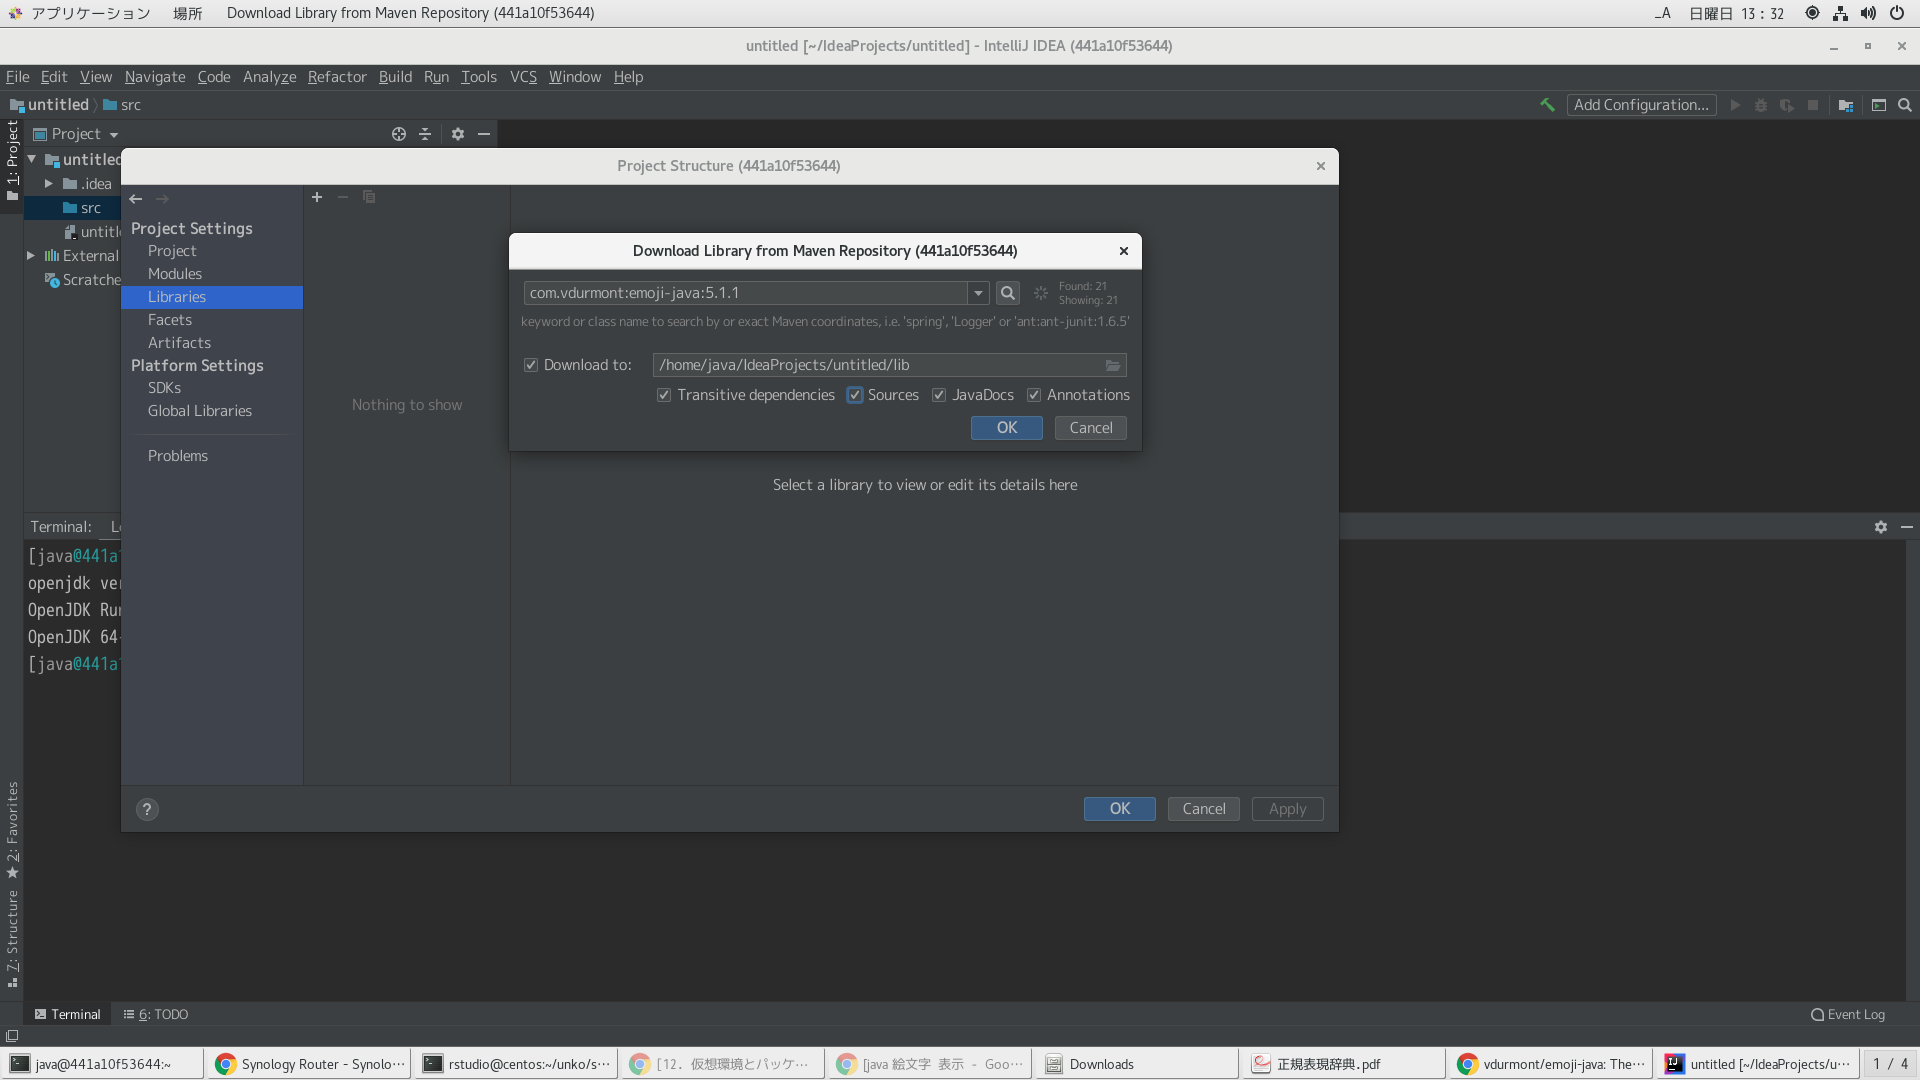 アプリケーション 場所 Download Library from Maven Repository (441a10f53644) _A 日曜日 13 : 32
untitled [~/IdeaProjects/untitled] - IntelliJ IDEA (441a10f53644)
File Edit View Navigate Code Analyze Refactor Build Run Tools VCS Window Help
untitled src Add Configuration...
1: Project
Project
untitled
.idea
src
untitl
External
Scratche
Project Structure (441a10f53644)
Project Settings
Project
Modules
Libraries
Facets
Artifacts
Platform Settings
SDKs
Global Libraries
Problems
Nothing to show
Download Library from Maven Repository (441a10f53644)
com.vdurmont:emoji-java:5.1.1
Found: 21
Showing: 21
keyword or class name to search by or exact Maven coordinates, i.e. 'spring', 'Logger' or 'ant:ant-junit:1.6.5'
Download to: /home/java/IdeaProjects/untitled/lib
Transitive dependencies Sources JavaDocs Annotations
OK Cancel
Select a library to view or edit its details here
? OK Cancel Apply
Terminal: Lo
[java@441a1
openjdk ver
OpenJDK Run
OpenJDK 64-
[java@441a1
2: Favorites
7: Structure
Terminal 6: TODO Event Log
java@441a10f53644:~ Synology Router - Synolo··· rstudio@centos:~/unko/s··· [12. 仮想環境とパッケ··· [java 絵文字 表示 - Goo··· Downloads 正規表現辞典.pdf vdurmont/emoji-java: The··· untitled [~/IdeaProjects/u··· 1 / 4